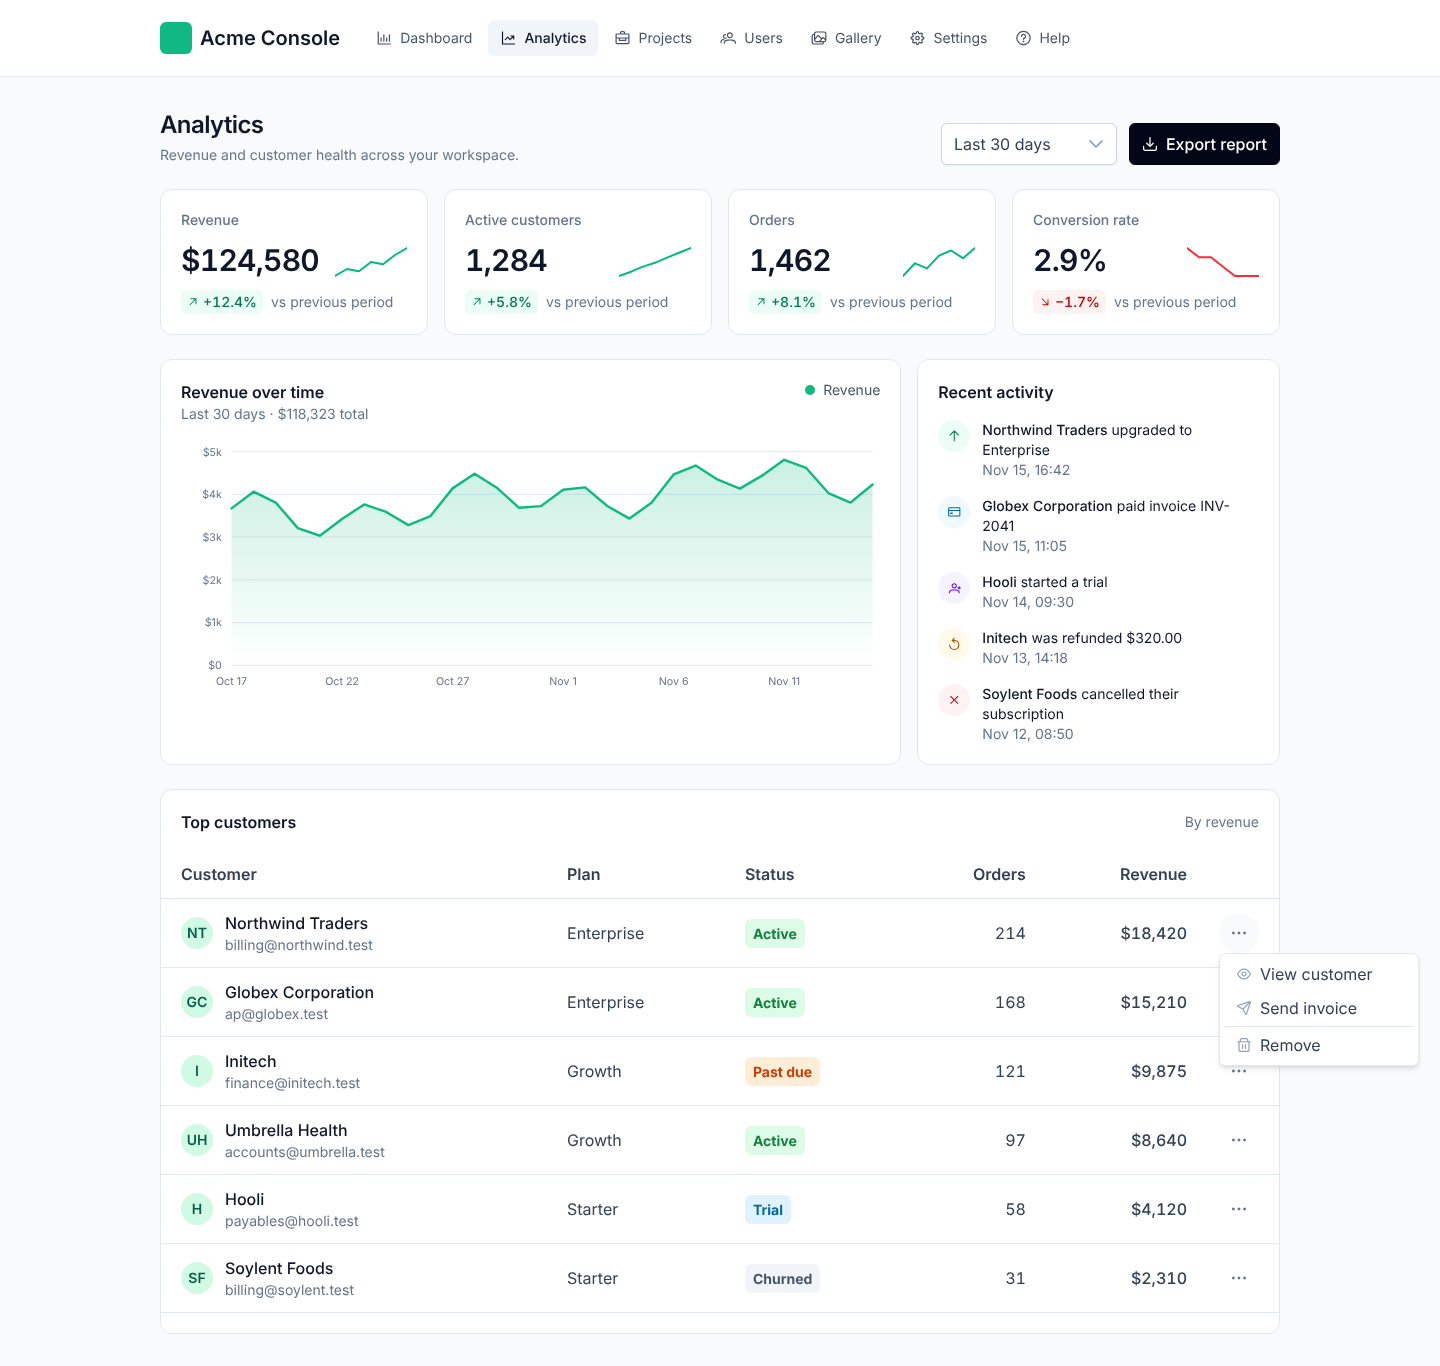 Acme Console
Dashboard
Analytics
Projects
Users
Gallery
Settings
Help
Analytics
Revenue and customer health across your workspace.
Last 30 days
Export report
Revenue
$124,580
+12.4% vs previous period
Active customers
1,284
+5.8% vs previous period
Orders
1,462
+8.1% vs previous period
Conversion rate
2.9%
−1.7% vs previous period
Revenue over time
Last 30 days · $118,323 total
Revenue
$5k
$4k
$3k
$2k
$1k
$0
Oct 17 Oct 22 Oct 27 Nov 1 Nov 6 Nov 11
Recent activity
Northwind Traders upgraded to
Enterprise
Nov 15, 16:42
Globex Corporation paid invoice INV-
2041
Nov 15, 11:05
Hooli started a trial
Nov 14, 09:30
Initech was refunded $320.00
Nov 13, 14:18
Soylent Foods cancelled their
subscription
Nov 12, 08:50
Top customers
By revenue
Customer Plan Status Orders Revenue
NT Northwind Traders
billing@northwind.test
Enterprise Active 214 $18,420
View customer
Send invoice
Remove
GC Globex Corporation
ap@globex.test
Enterprise Active 168 $15,210
I Initech
finance@initech.test
Growth Past due 121 $9,875
UH Umbrella Health
accounts@umbrella.test
Growth Active 97 $8,640
H Hooli
payables@hooli.test
Starter Trial 58 $4,120
SF Soylent Foods
billing@soylent.test
Starter Churned 31 $2,310